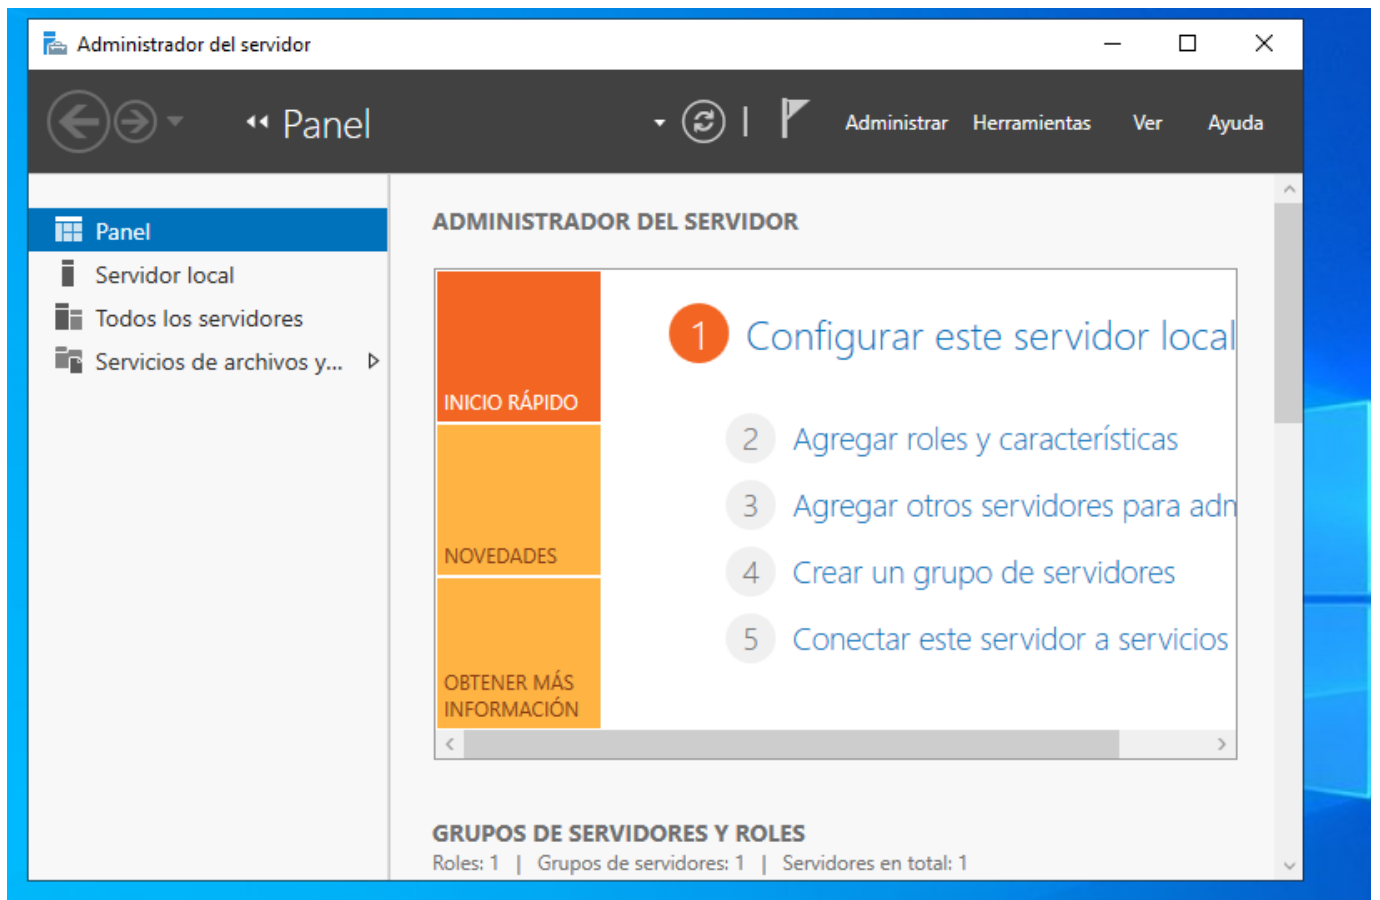 Administrador del servidor
Panel
Administrar Herramientas Ver Ayuda
Panel
Servidor local
Todos los servidores
Servicios de archivos y...
ADMINISTRADOR DEL SERVIDOR
INICIO RÁPIDO
NOVEDADES
OBTENER MÁS
INFORMACIÓN
1 Configurar este servidor local
2 Agregar roles y características
3 Agregar otros servidores para adn
4 Crear un grupo de servidores
5 Conectar este servidor a servicios
GRUPOS DE SERVIDORES Y ROLES
Roles: 1 | Grupos de servidores: 1 | Servidores en total: 1